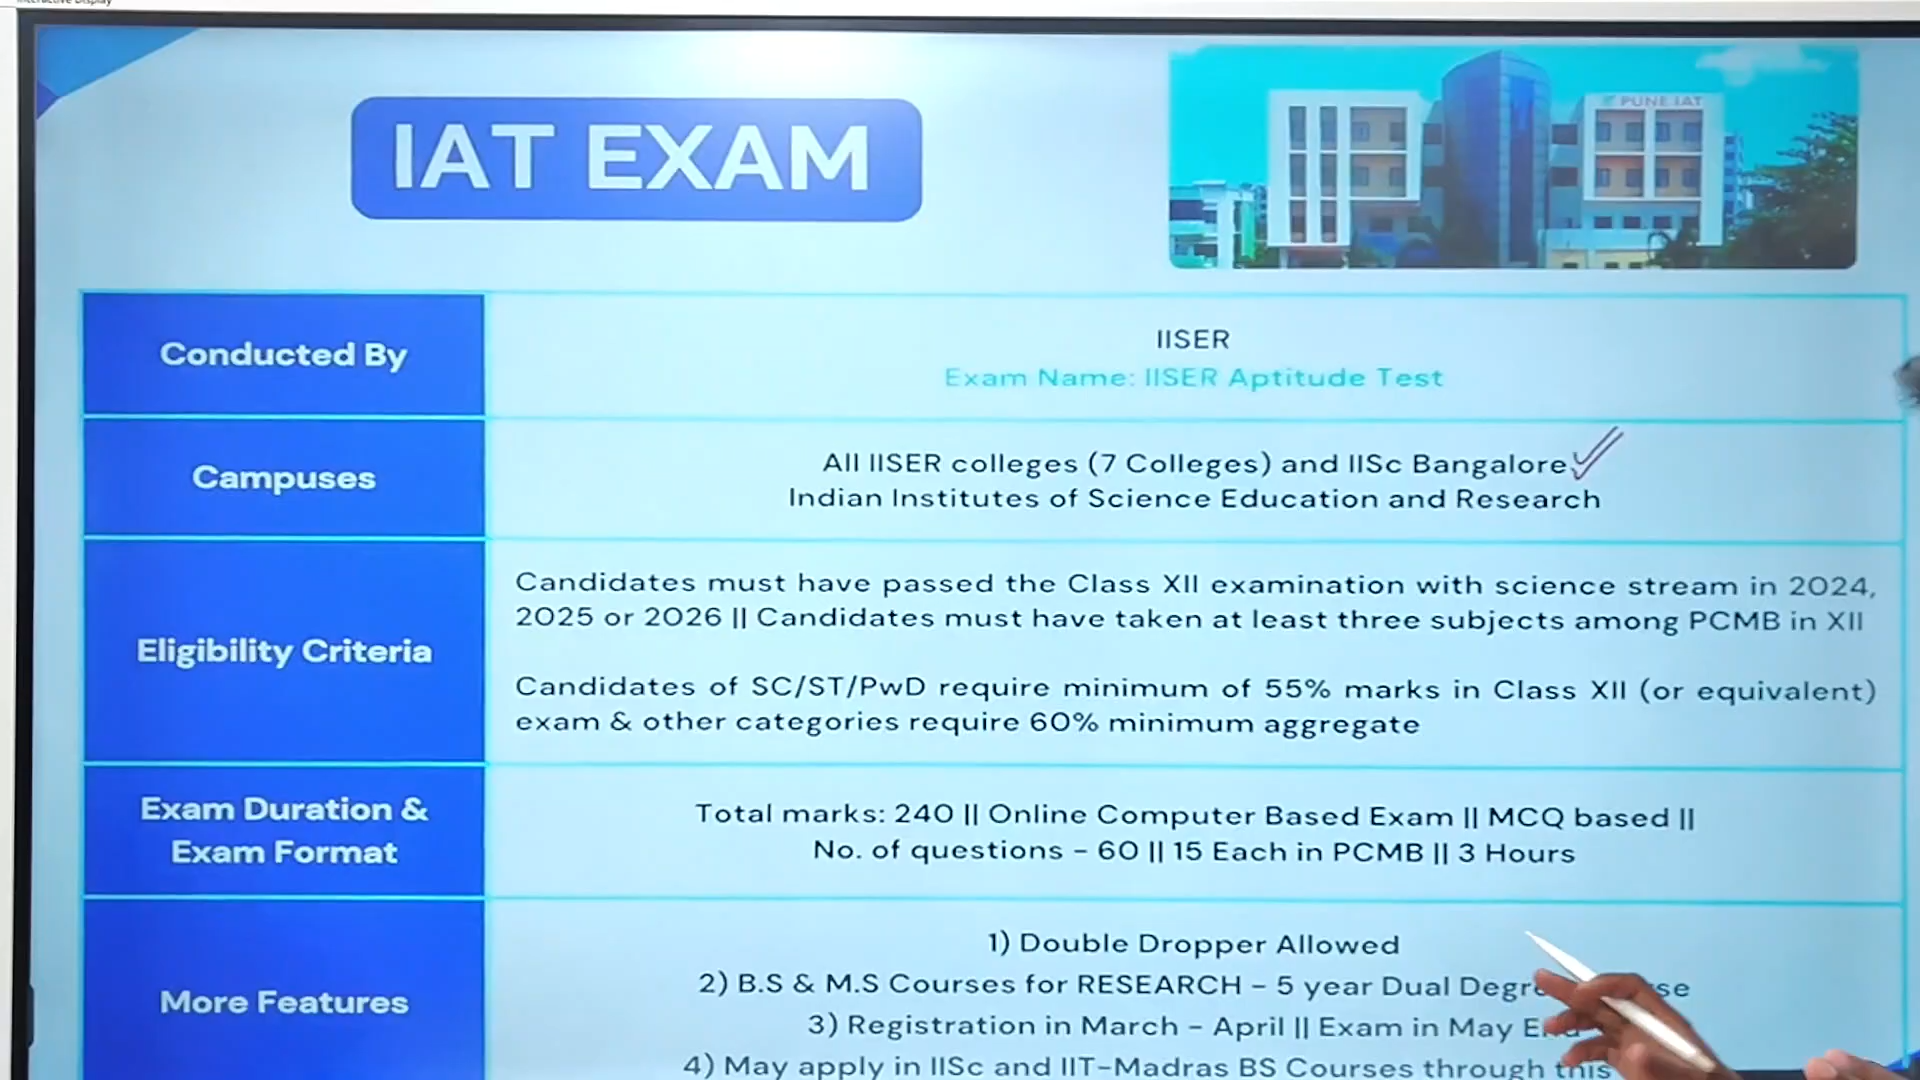 IAT EXAM
PUNE IAT
Conducted By
IISER
Exam Name: IISER Aptitude Test
Campuses
All IISER colleges (7 Colleges) and IISc Bangalore
Indian Institutes of Science Education and Research
Eligibility Criteria
Candidates must have passed the Class XII examination with science stream in 2024,
2025 or 2026 || Candidates must have taken at least three subjects among PCMB in XII
Candidates of SC/ST/PwD require minimum of 55% marks in Class XII (or equivalent)
exam & other categories require 60% minimum aggregate
Exam Duration &
Exam Format
Total marks: 240 || Online Computer Based Exam || MCQ based ||
No. of questions - 60 || 15 Each in PCMB || 3 Hours
More Features
1) Double Dropper Allowed
2) B.S & M.S Courses for RESEARCH - 5 year Dual
3) Registration in March - April || Exam in May
4) May apply in IISc and IIT-Madras BS Courses through this